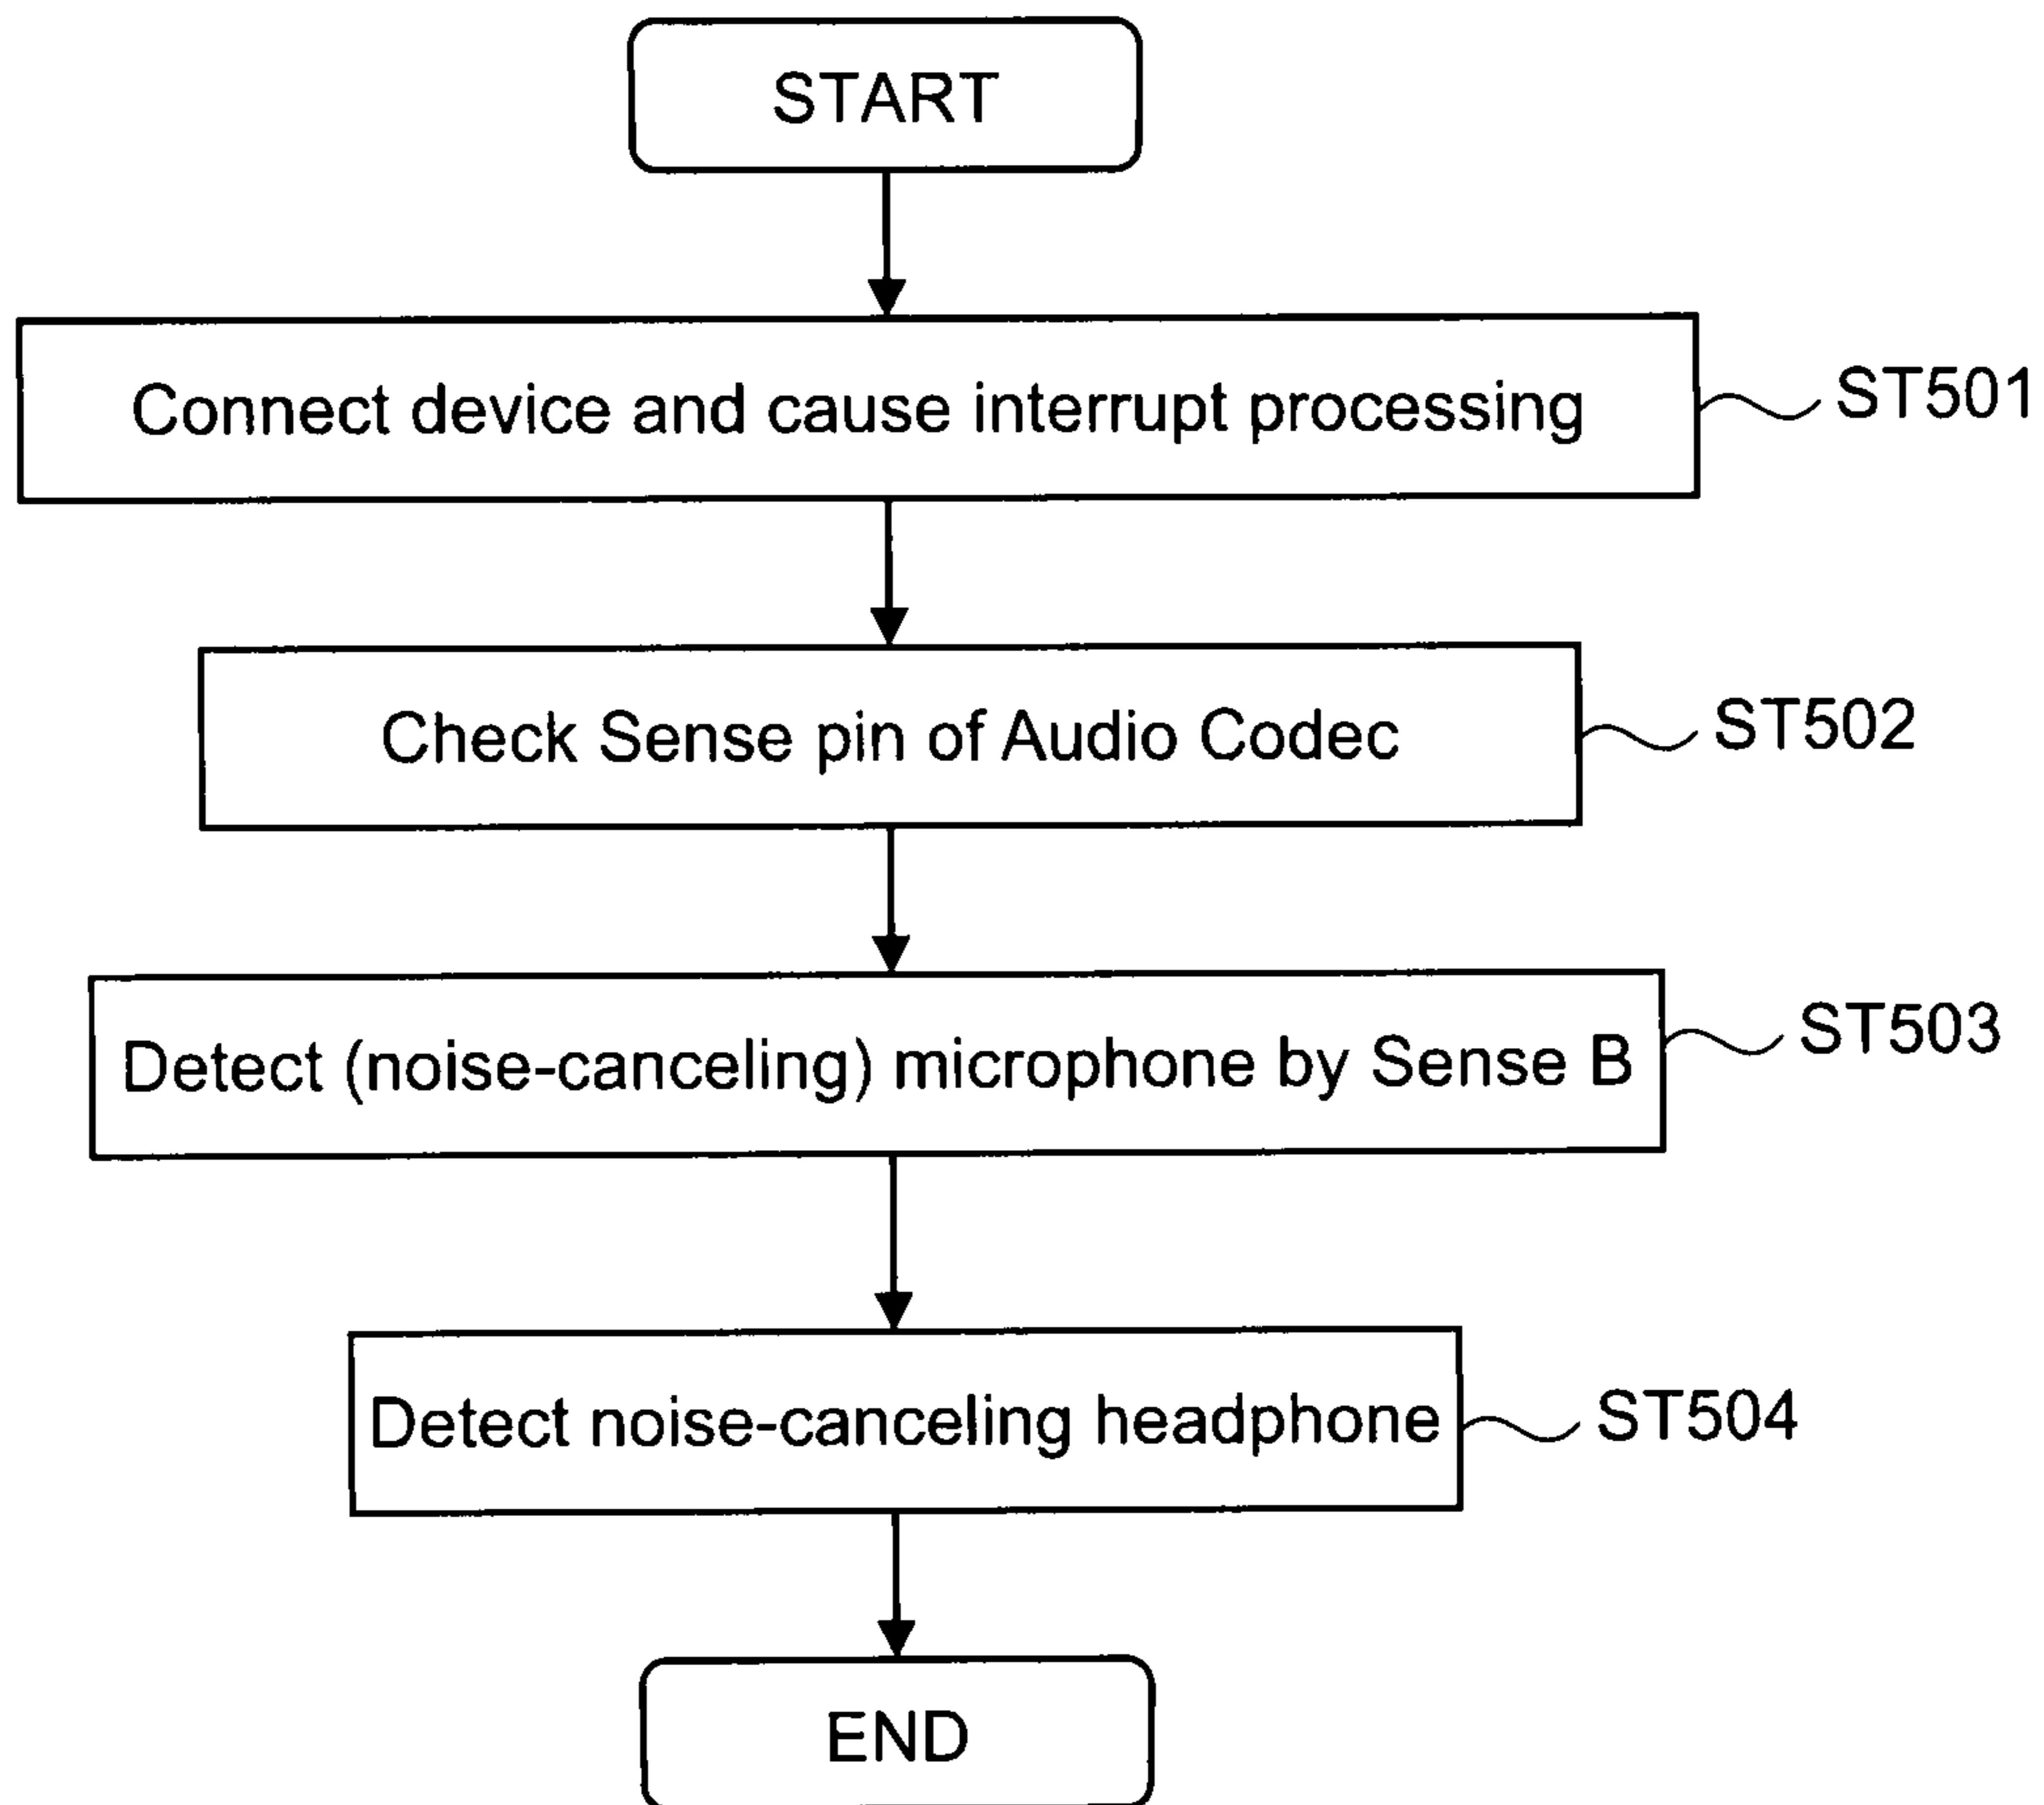 START
Connect device and cause interrupt processing
ST501
Check Sense pin of Audio Codec
ST502
Detect (noise-canceling) microphone by Sense B
ST503
Detect noise-canceling headphone
ST504
END